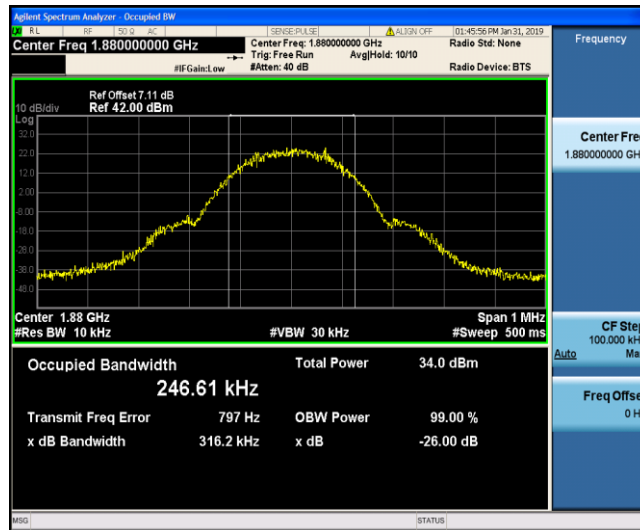 Agilent Spectrum Analyzer - Occupied BW
RL RF 50 Ω AC SENSE:PULSE ALIGN OFF 01:45:56 PM Jan 31, 2019
Center Freq 1.880000000 GHz Center Freq: 1.880000000 GHz Radio Std: None
Trig: Free Run Avg|Hold: 10/10
#IFGain:Low #Atten: 40 dB Radio Device: BTS
Frequency
Ref Offset 7.11 dB
10 dB/div Ref 42.00 dBm
Log
32.0
22.0
12.0
2.00
-8.00
-18.0
-28.0
-38.0
-48.0
Center 1.88 GHz Span 1 MHz
#Res BW 10 kHz #VBW 30 kHz #Sweep 500 ms
Occupied Bandwidth Total Power 34.0 dBm
246.61 kHz
Transmit Freq Error 797 Hz OBW Power 99.00 %
x dB Bandwidth 316.2 kHz x dB -26.00 dB
Center Fre
1.880000000 GH
CF Step
100.000 kH
Auto Ma
Freq Offse
0 H
MSG STATUS